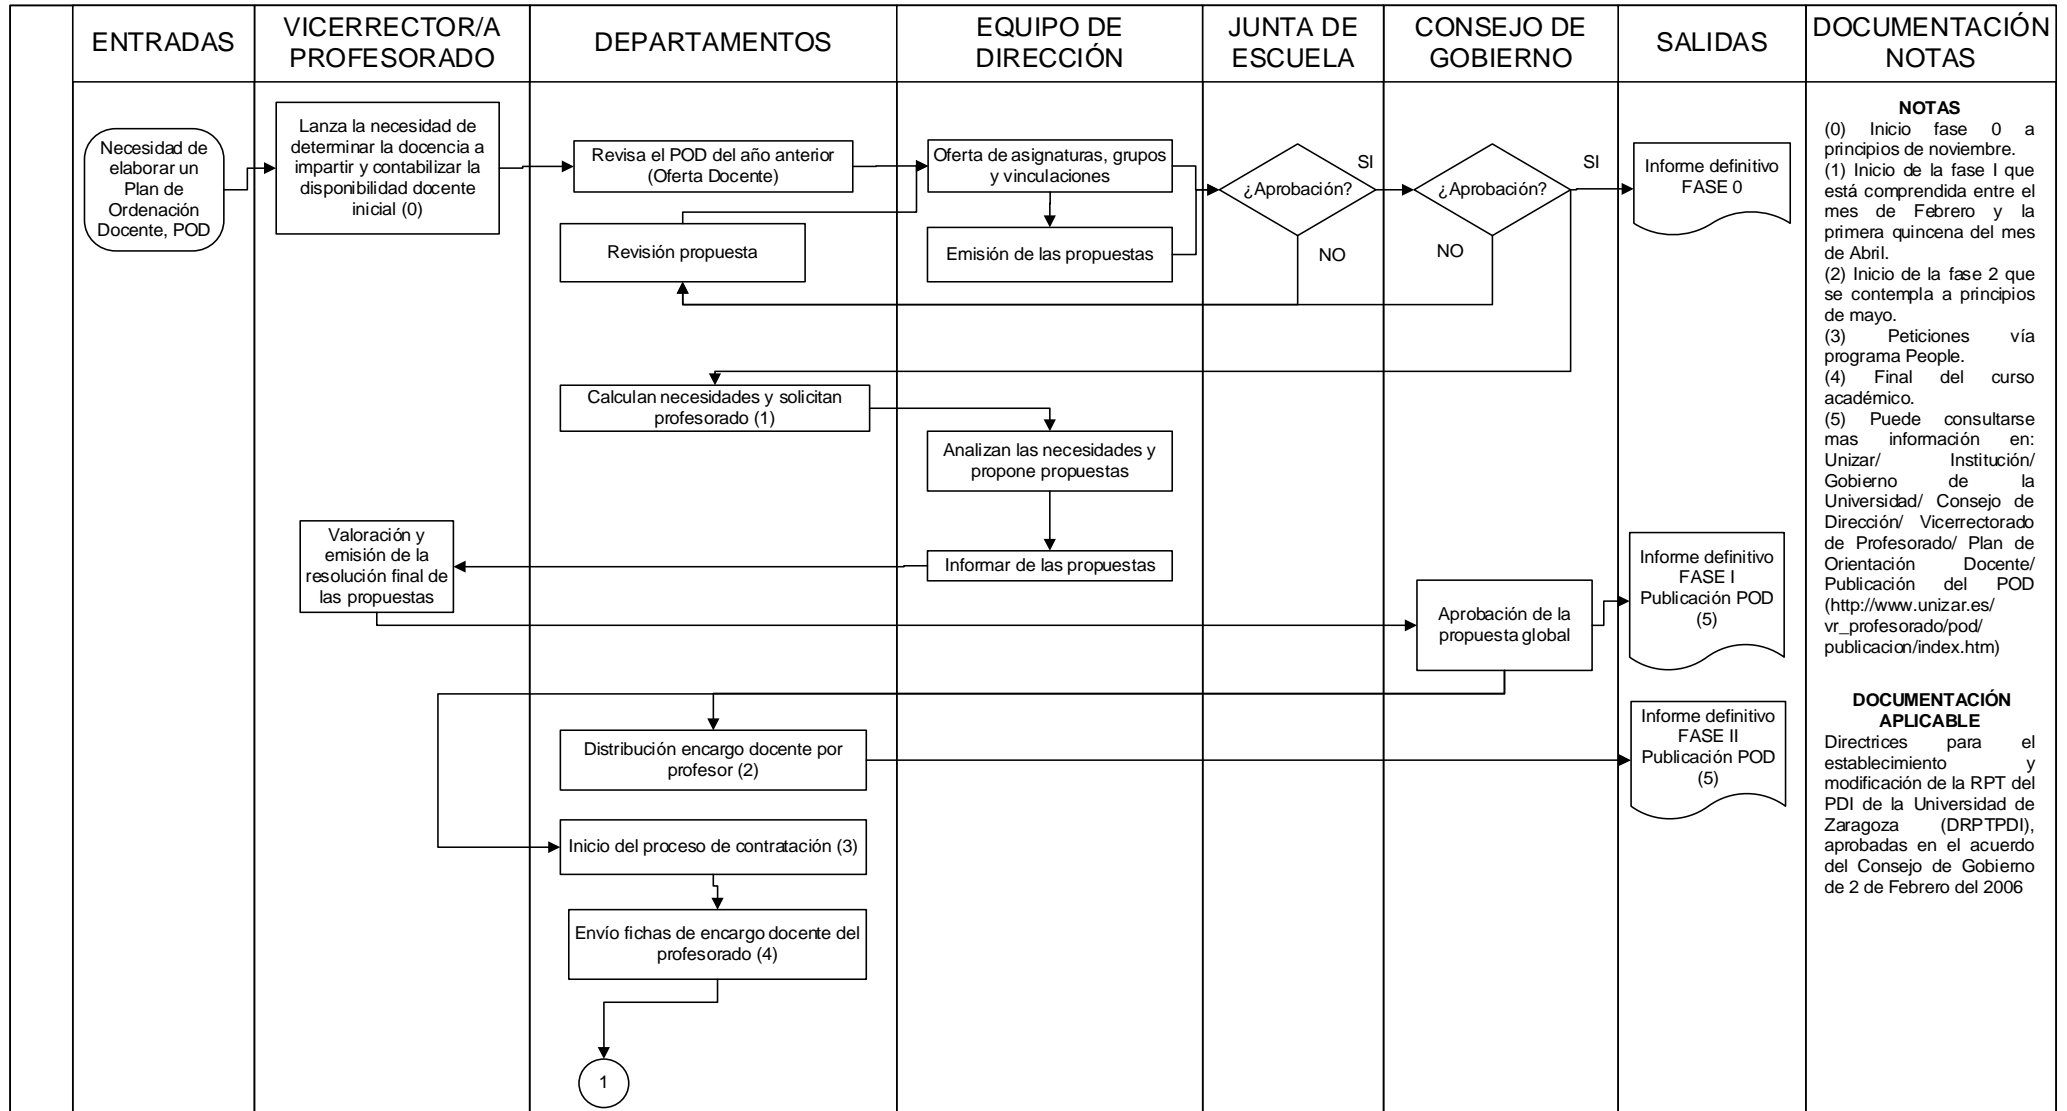 ENTRADAS
VICERRECTOR/A
PROFESORADO
DEPARTAMENTOS
EQUIPO DE
DIRECCIÓN
JUNTA DE
ESCUELA
CONSEJO DE
GOBIERNO
SALIDAS
DOCUMENTACIÓN
NOTAS
Necesidad de
elaborar un
Plan de
Ordenación
Docente, POD
Lanza la necesidad de
determinar la docencia a
impartir y contabilizar la
disponibilidad docente
inicial (0)
Revisa el POD del año anterior
(Oferta Docente)
Oferta de asignaturas, grupos
y vinculaciones
¿Aprobación?
SI
NO
¿Aprobación?
SI
NO
Informe definitivo
FASE 0
Revisión propuesta
Emisión de las propuestas
Calculan necesidades y solicitan
profesorado (1)
Analizan las necesidades y
propone propuestas
Informar de las propuestas
Valoración y
emisión de la
resolución final de
las propuestas
Aprobación de la
propuesta global
Informe definitivo
FASE I
Publicación POD
(5)
Distribución encargo docente por
profesor (2)
Informe definitivo
FASE II
Publicación POD
(5)
Inicio del proceso de contratación (3)
Envío fichas de encargo docente del
profesorado (4)
1
NOTAS
(0) Inicio fase 0 a
principios de noviembre.
(1) Inicio de la fase I que
está comprendida entre el
mes de Febrero y la
primera quincena del mes
de Abril.
(2) Inicio de la fase 2 que
se contempla a principios
de mayo.
(3) Peticiones vía
programa People.
(4) Final del curso
académico.
(5) Puede consultarse
mas información en:
Unizar/ Institución/
Gobierno de la
Universidad/ Consejo de
Dirección/ Vicerrectorado
de Profesorado/ Plan de
Orientación Docente/
Publicación del POD
(http://www.unizar.es/
vr_profesorado/pod/
publicacion/index.htm)
DOCUMENTACIÓN
APLICABLE
Directrices para el
establecimiento y
modificación de la RPT del
PDI de la Universidad de
Zaragoza (DRPTPDI),
aprobadas en el acuerdo
del Consejo de Gobierno
de 2 de Febrero del 2006